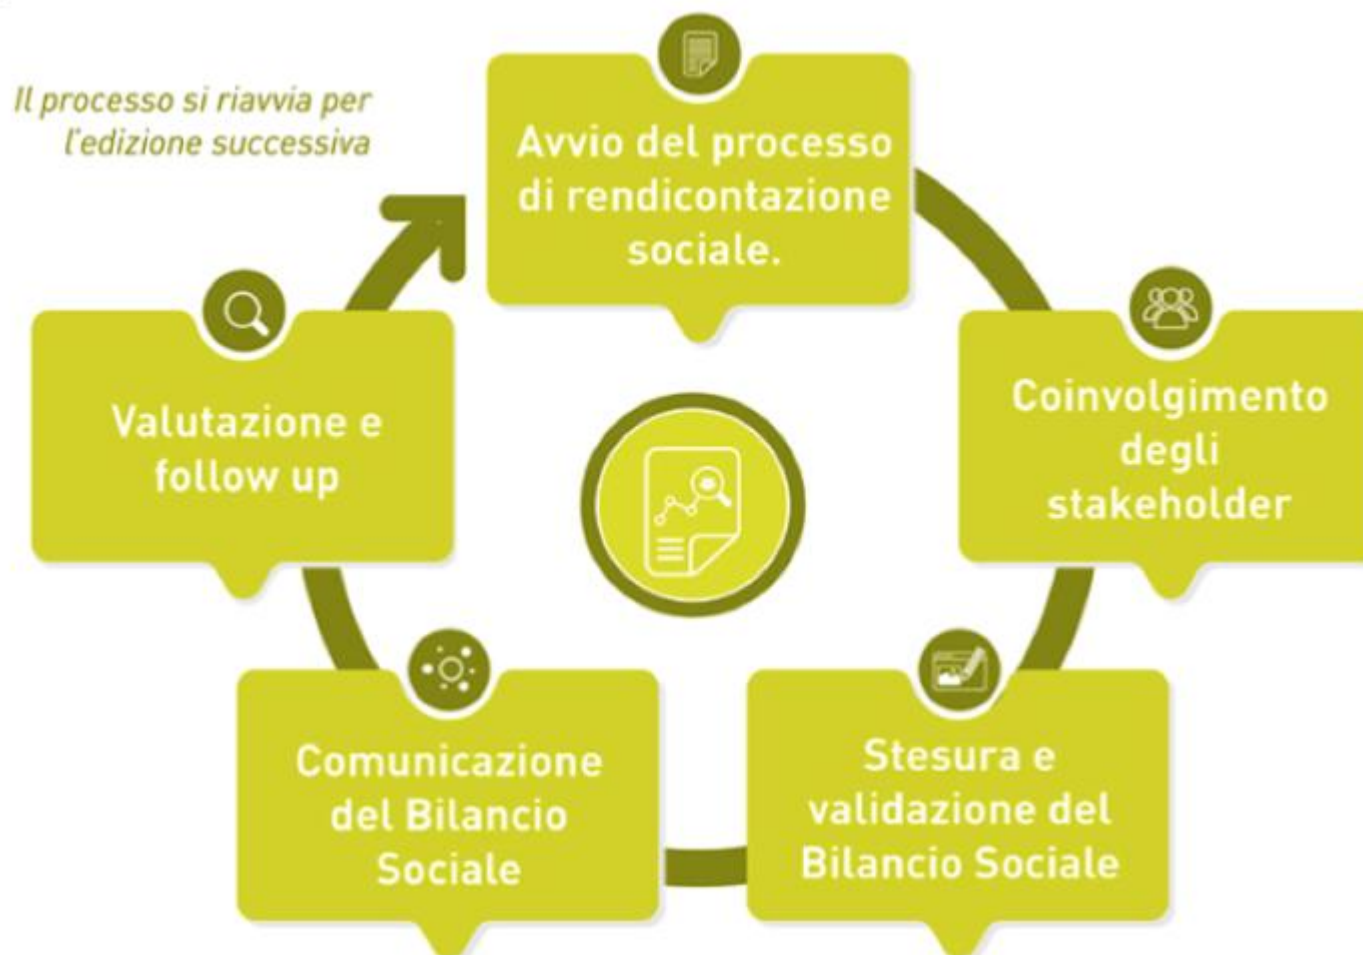 Il processo si riavvia per
l'edizione successiva
Avvio del processo
di rendicontazione
sociale.
Coinvolgimento
degli
stakeholder
Stesura e
validazione del
Bilancio Sociale
Comunicazione
del Bilancio
Sociale
Valutazione e
follow up